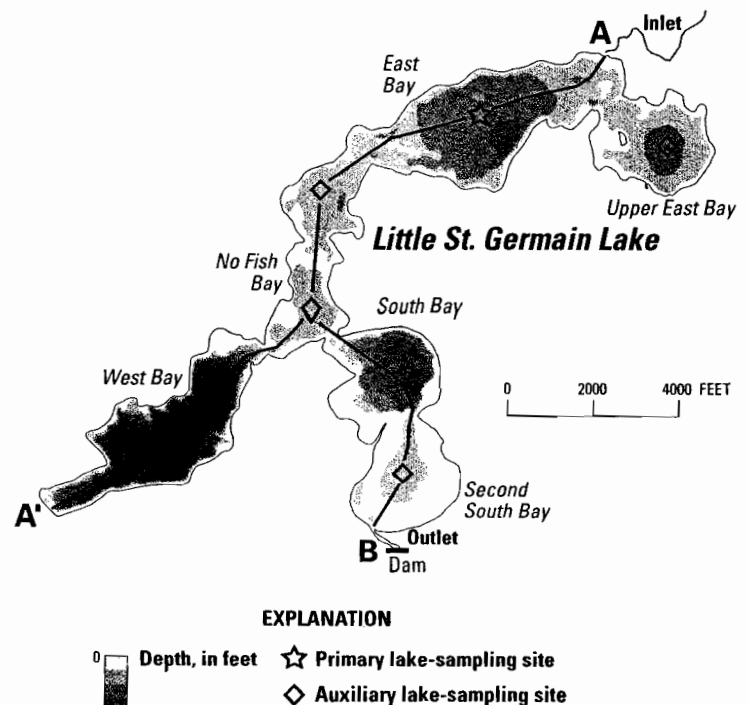 Inlet
A
East
Bay
Upper East Bay
Little St. Germain Lake
No Fish
Bay
South Bay
0 2000 4000 FEET
West Bay
A'
Second
South Bay
B Outlet
Dam
EXPLANATION
0 Depth, in feet
Primary lake-sampling site
Auxiliary lake-sampling site